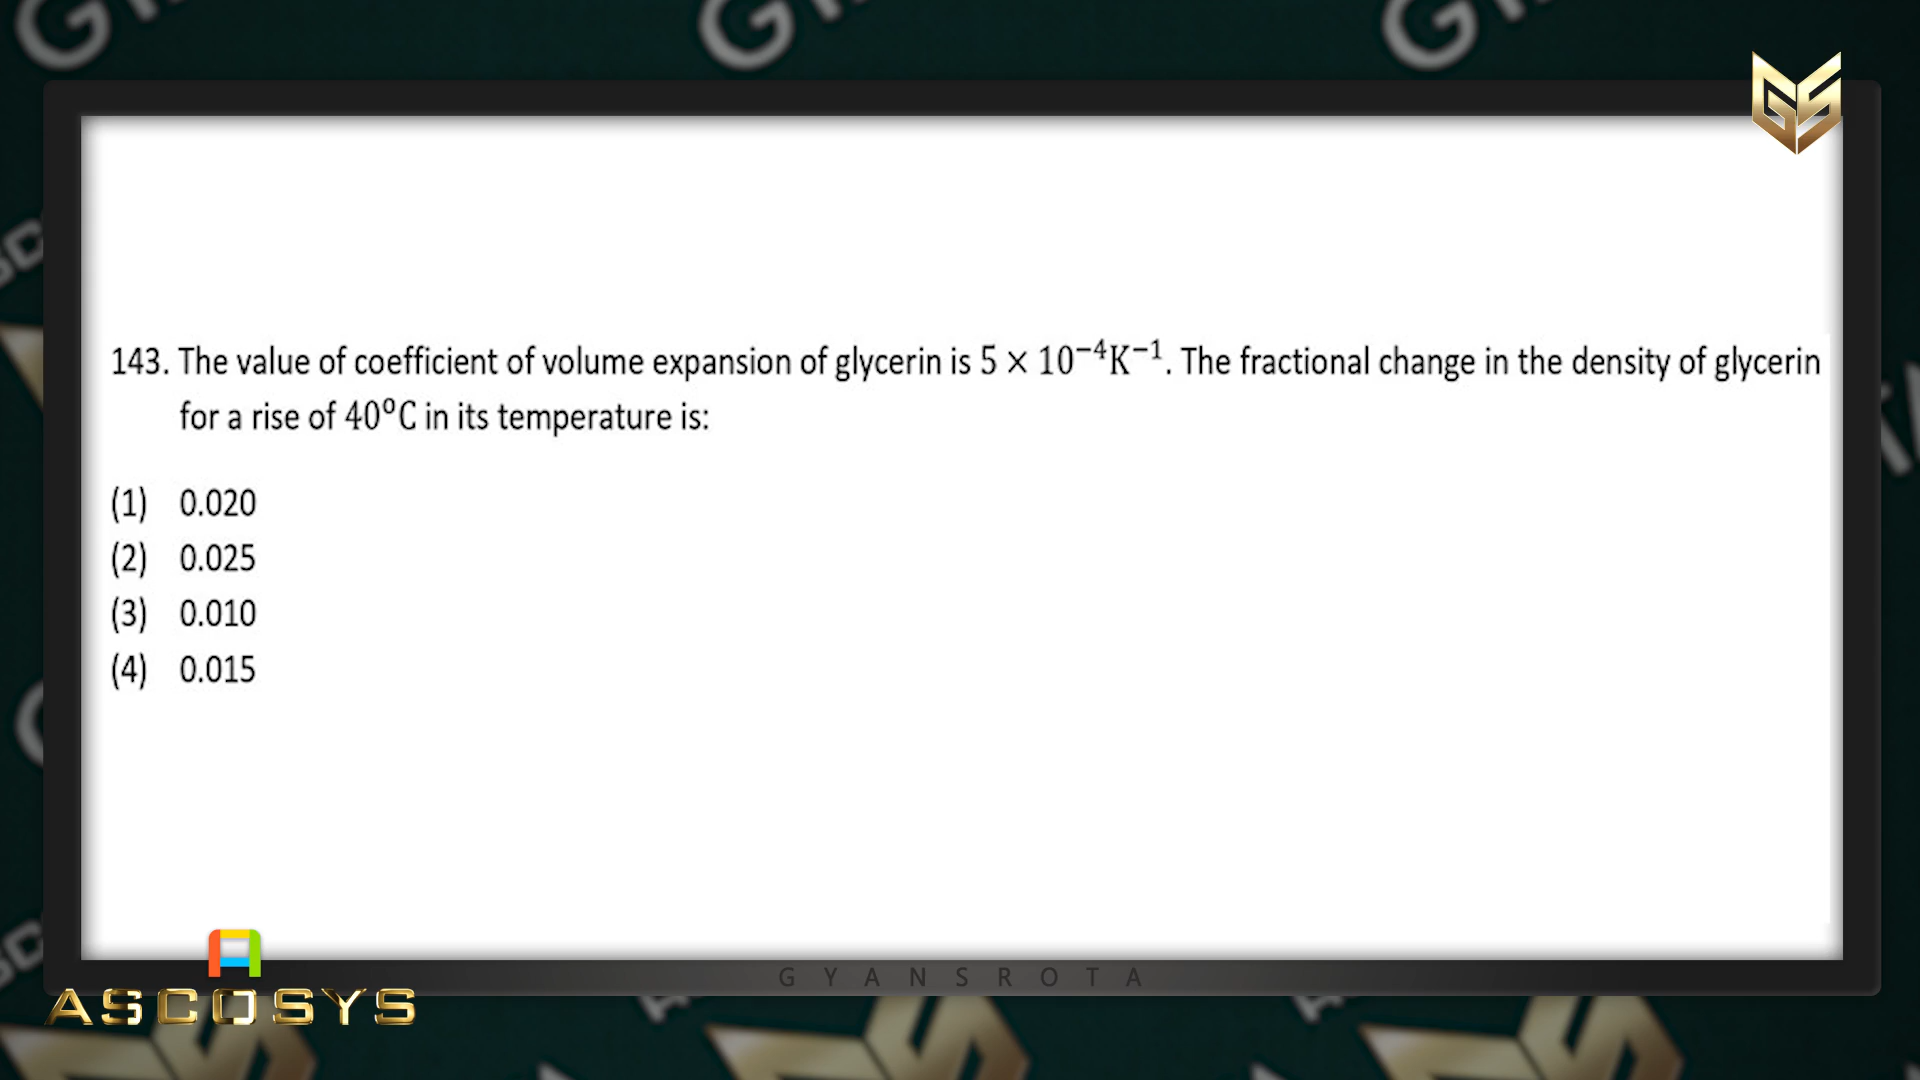 143. The value of coefficient of volume expansion of glycerin is 5 × 10⁻⁴K⁻¹. The fractional change in the density of glycerin
for a rise of 40⁰C in its temperature is:
(1) 0.020
(2) 0.025
(3) 0.010
(4) 0.015
GYANSROTA
ASCOSYS